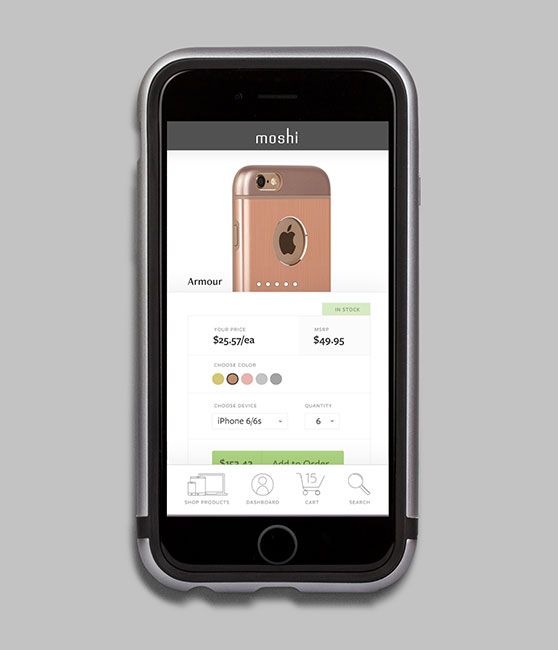 moshi
Armour
IN STOCK
YOUR PRICE
MSRP
$25.57/ea
$49.95
CHOOSE COLOR
CHOOSE DEVICE
QUANTITY
iPhone 6/6s
6
$153.42 Add to Order
15
SHOP PRODUCTS
DASHBOARD
CART
SEARCH